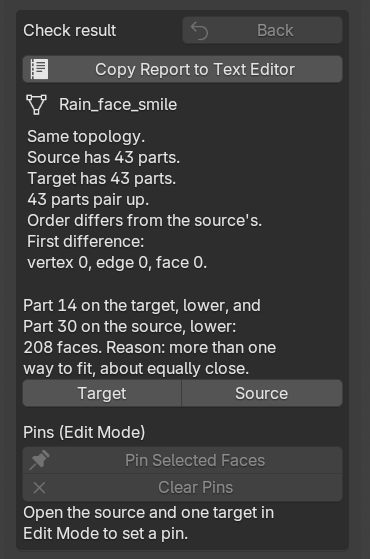 Check result
Back
Copy Report to Text Editor
Rain_face_smile
Same topology.
Source has 43 parts.
Target has 43 parts.
43 parts pair up.
Order differs from the source's.
First difference:
vertex 0, edge 0, face 0.
Part 14 on the target, lower, and
Part 30 on the source, lower:
208 faces. Reason: more than one
way to fit, about equally close.
Target
Source
Pins (Edit Mode)
Pin Selected Faces
Clear Pins
Open the source and one target in
Edit Mode to set a pin.